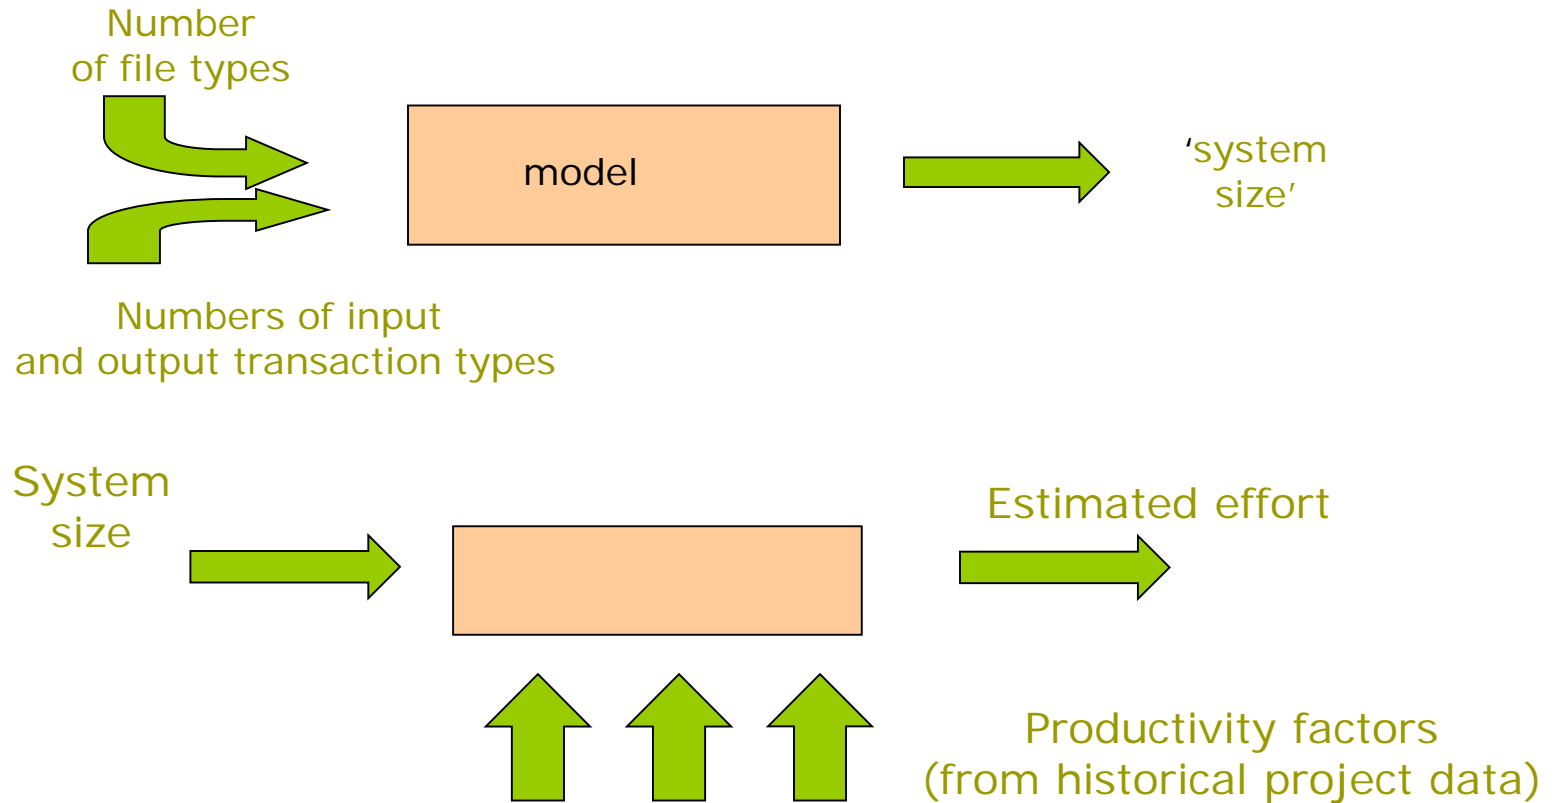 Number
of file types
model
‘system
size’
Numbers of input
and output transaction types
System
size
Estimated effort
Productivity factors
(from historical project data)